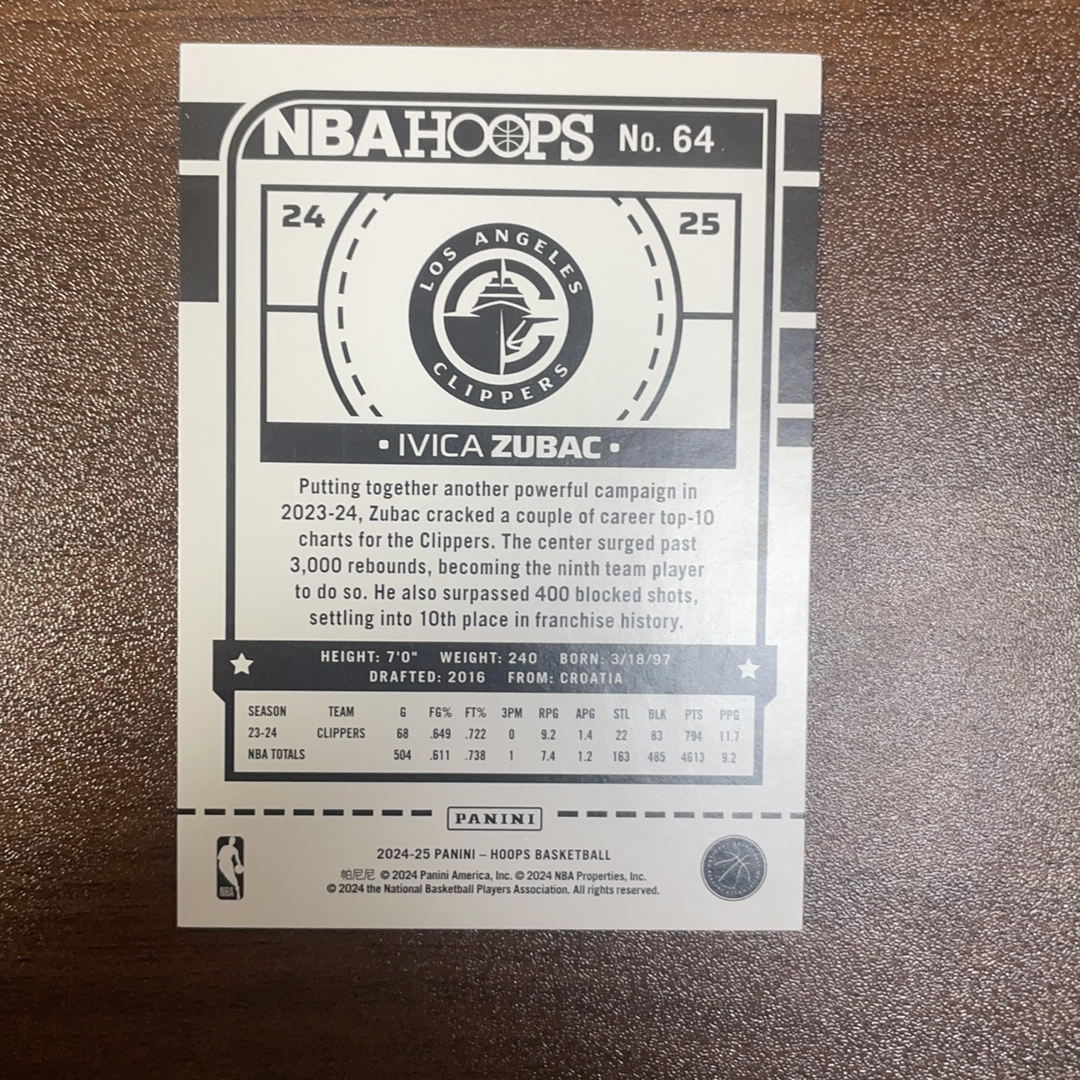 NBA HOOPS No. 64
24
25
LOS ANGELES
CLIPPERS
• IVICA ZUBAC •
Putting together another powerful campaign in
2023-24, Zubac cracked a couple of career top-10
charts for the Clippers. The center surged past
3,000 rebounds, becoming the ninth team player
to do so. He also surpassed 400 blocked shots,
settling into 10th place in franchise history.
HEIGHT: 7'0" WEIGHT: 240 BORN: 3/18/97
DRAFTED: 2016 FROM: CROATIA
SEASON TEAM G FG% FT% 3PM RPG APG STL BLK PTS PPG
23-24 CLIPPERS 68 .649 .722 0 9.2 1.4 22 83 794 11.7
NBA TOTALS 504 .611 .738 1 7.4 1.2 163 485 4613 9.2
PANINI
2024-25 PANINI – HOOPS BASKETBALL
帕尼尼 © 2024 Panini America, Inc. © 2024 NBA Properties, Inc.
© 2024 the National Basketball Players Association. All rights reserved.
NBA